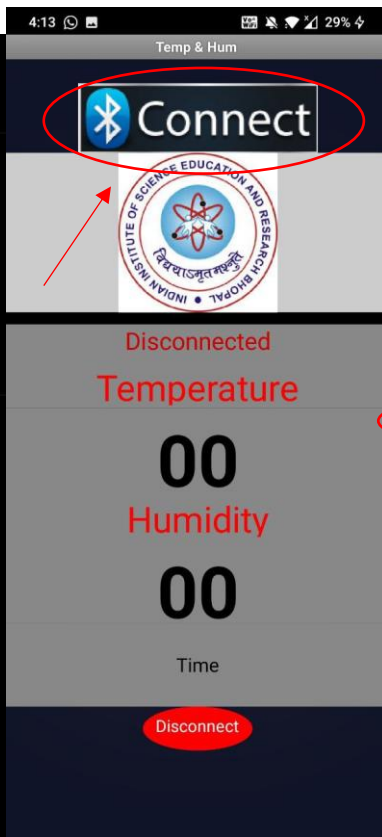 4:13 29%
Temp & Hum
Connect
INDIAN INSTITUTE OF SCIENCE EDUCATION AND RESEARCH BHOPAL
विद्ययाऽमृतमश्नुते
Disconnected
Temperature
00
Humidity
00
Time
Disconnect